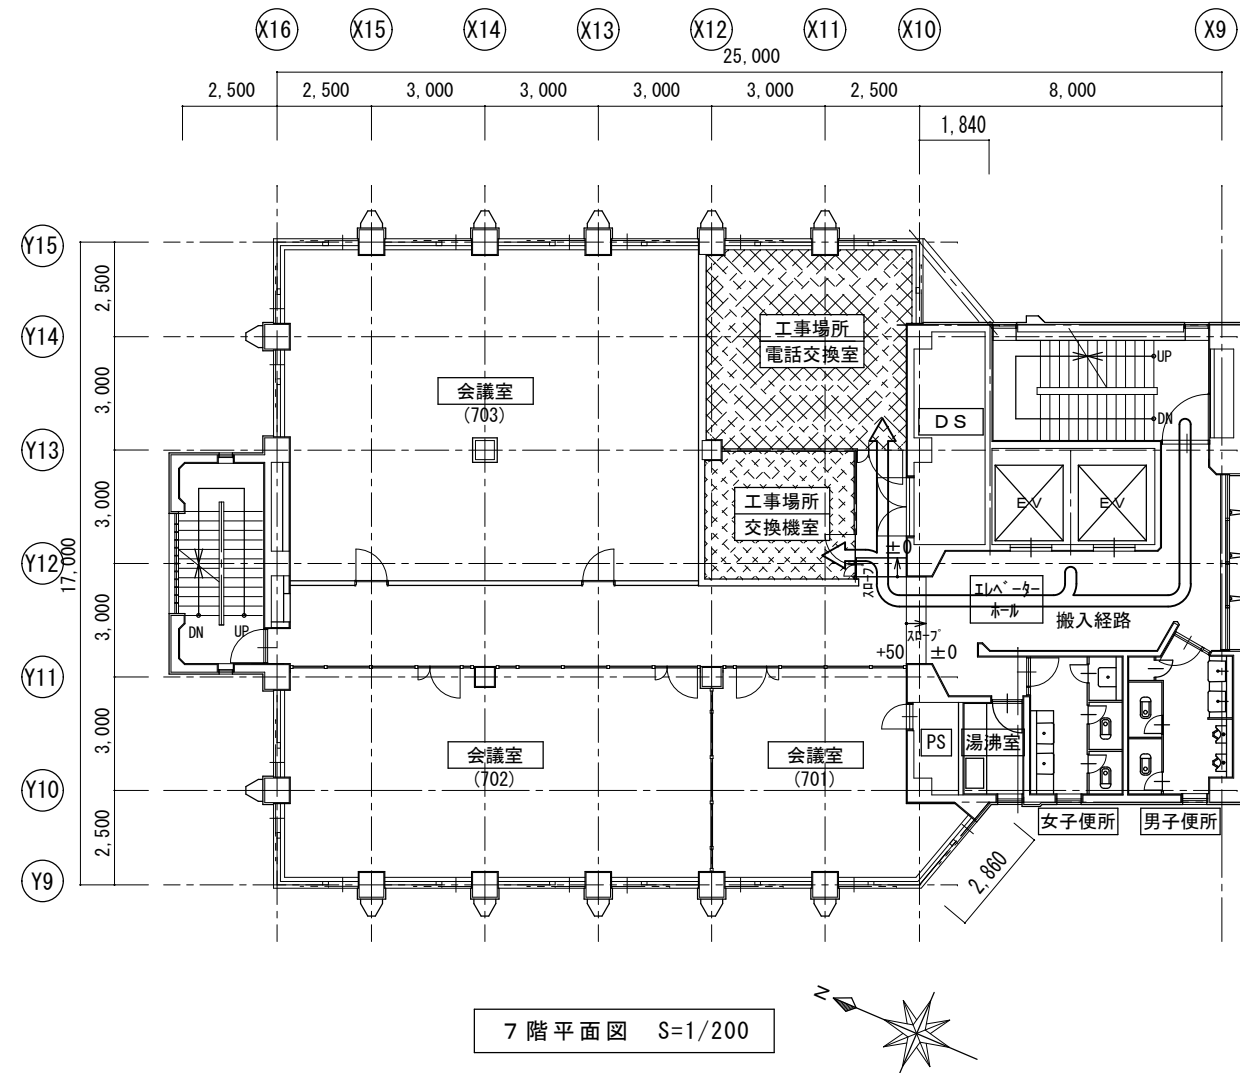 X16 X15 X14 X13 X12 X11 X10 X9
25,000
2,500 2,500 3,000 3,000 3,000 3,000 2,500 8,000
1,840
Y15
2,500
Y14
3,000
Y13
3,000
Y12
17,000
3,000
Y11
3,000
Y10
2,500
Y9
工事場所
電話交換室
会議室
(703)
工事場所
交換機室
DS
UP
DN
EV EV
±0
スロープ
エレベーター
ホール
搬入経路
スロープ
+50 ±0
DN UP
会議室
(702)
会議室
(701)
PS
湯沸室
女子便所
男子便所
2,860
N
7階平面図 S=1/200